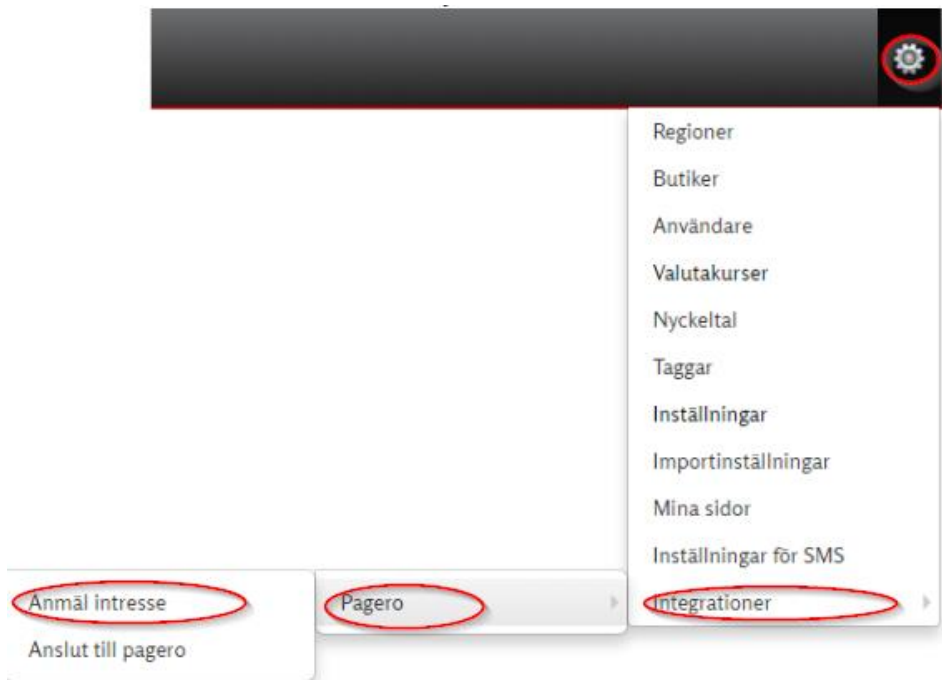 Regioner
Butiker
Användare
Valutakurser
Nyckeltal
Taggar
Inställningar
Importinställningar
Mina sidor
Inställningar för SMS
Integrationer
Pagero
Anmäl intresse
Anslut till pagero